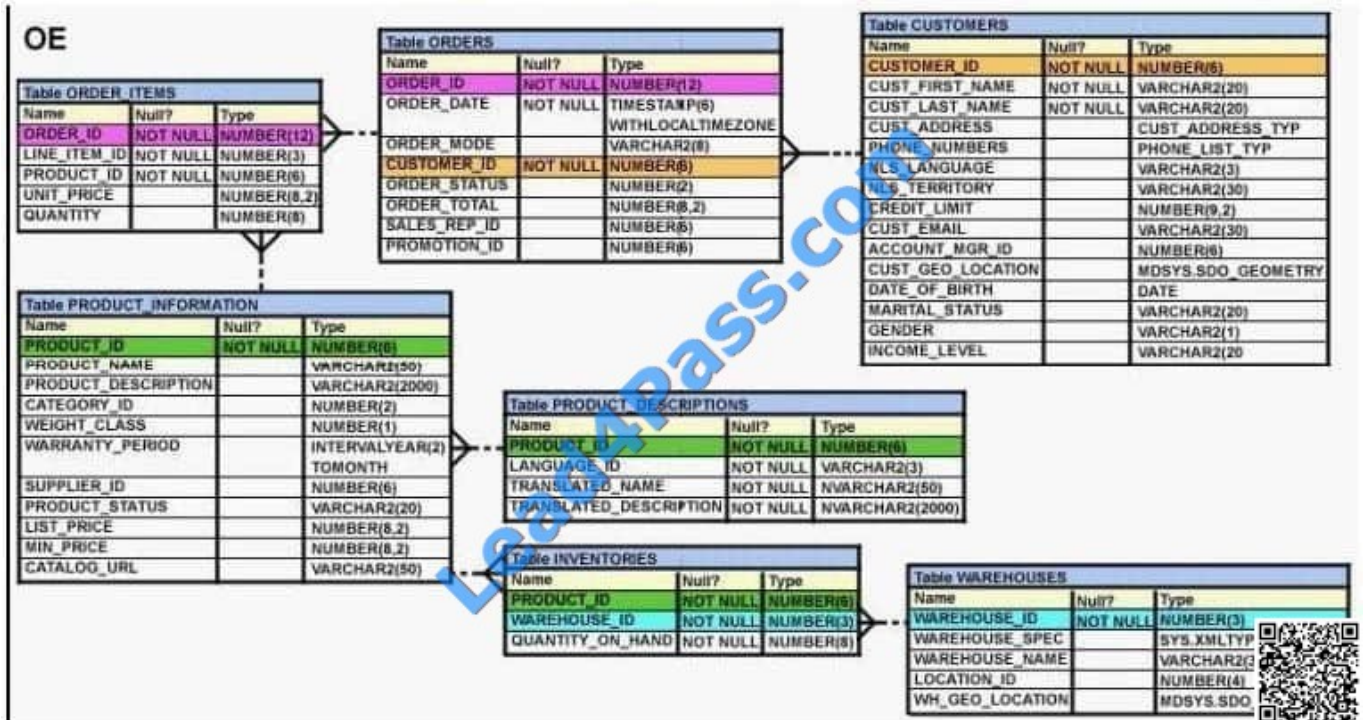 OE
Table ORDER_ITEMS
Name Null? Type
ORDER_ID NOT NULL NUMBER(12)
LINE_ITEM_ID NOT NULL NUMBER(3)
PRODUCT_ID NOT NULL NUMBER(6)
UNIT_PRICE NUMBER(8,2)
QUANTITY NUMBER(8)
Table ORDERS
Name Null? Type
ORDER_ID NOT NULL NUMBER(12)
ORDER_DATE NOT NULL TIMESTAMP(6)
WITHLOCALTIMEZONE
ORDER_MODE VARCHAR2(8)
CUSTOMER_ID NOT NULL NUMBER(6)
ORDER_STATUS NUMBER(2)
ORDER_TOTAL NUMBER(8,2)
SALES_REP_ID NUMBER(6)
PROMOTION_ID NUMBER(6)
Table CUSTOMERS
Name Null? Type
CUSTOMER_ID NOT NULL NUMBER(6)
CUST_FIRST_NAME NOT NULL VARCHAR2(20)
CUST_LAST_NAME NOT NULL VARCHAR2(20)
CUST_ADDRESS CUST_ADDRESS_TYP
PHONE_NUMBERS PHONE_LIST_TYP
NLS_LANGUAGE VARCHAR2(3)
NLS_TERRITORY VARCHAR2(30)
CREDIT_LIMIT NUMBER(9,2)
CUST_EMAIL VARCHAR2(30)
ACCOUNT_MGR_ID NUMBER(6)
CUST_GEO_LOCATION MDSYS.SDO_GEOMETRY
DATE_OF_BIRTH DATE
MARITAL_STATUS VARCHAR2(20)
GENDER VARCHAR2(1)
INCOME_LEVEL VARCHAR2(20
Table PRODUCT_INFORMATION
Name Null? Type
PRODUCT_ID NOT NULL NUMBER(6)
PRODUCT_NAME VARCHAR2(50)
PRODUCT_DESCRIPTION VARCHAR2(2000)
CATEGORY_ID NUMBER(2)
WEIGHT_CLASS NUMBER(1)
WARRANTY_PERIOD INTERVALYEAR(2)
TOMONTH
SUPPLIER_ID NUMBER(6)
PRODUCT_STATUS VARCHAR2(20)
LIST_PRICE NUMBER(8,2)
MIN_PRICE NUMBER(8,2)
CATALOG_URL VARCHAR2(50)
Table PRODUCT_DESCRIPTIONS
Name Null? Type
PRODUCT_ID NOT NULL NUMBER(6)
LANGUAGE_ID NOT NULL VARCHAR2(3)
TRANSLATED_NAME NOT NULL NVARCHAR2(50)
TRANSLATED_DESCRIPTION NOT NULL NVARCHAR2(2000)
Table INVENTORIES
Name Null? Type
PRODUCT_ID NOT NULL NUMBER(6)
WAREHOUSE_ID NOT NULL NUMBER(3)
QUANTITY_ON_HAND NOT NULL NUMBER(8)
Table WAREHOUSES
Name Null? Type
WAREHOUSE_ID NOT NULL NUMBER(3)
WAREHOUSE_SPEC SYS.XMLTYP
WAREHOUSE_NAME VARCHAR2(3
LOCATION_ID NUMBER(4)
WH_GEO_LOCATION MDSYS.SDO_
Lead4Pass.com